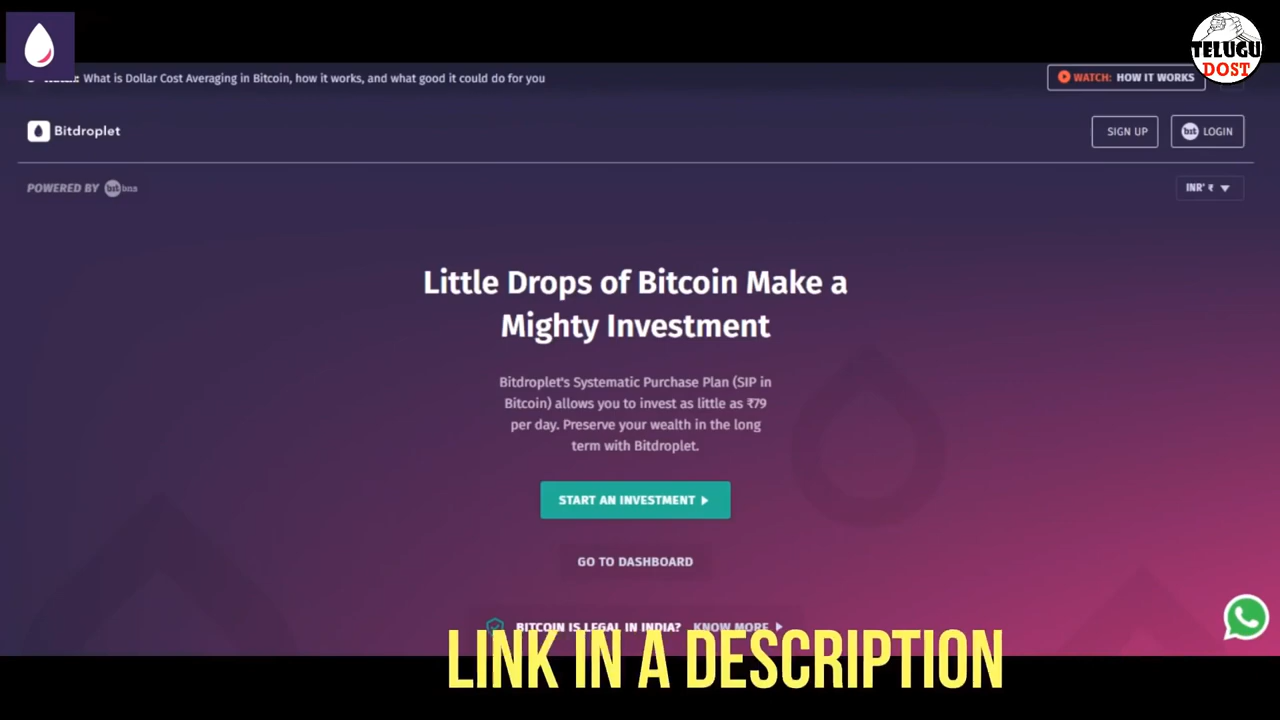 TELUGU
DOST
What is Dollar Cost Averaging in Bitcoin, how it works, and what good it could do for you
WATCH: HOW IT WORKS
Bitdroplet
SIGN UP
bit LOGIN
POWERED BY bitbns
INR ₹
Little Drops of Bitcoin Make a
Mighty Investment
Bitdroplet's Systematic Purchase Plan (SIP in
Bitcoin) allows you to invest as little as ₹79
per day. Preserve your wealth in the long
term with Bitdroplet.
START AN INVESTMENT
GO TO DASHBOARD
BITCOIN IS LEGAL IN INDIA? KNOW MORE
LINK IN A DESCRIPTION